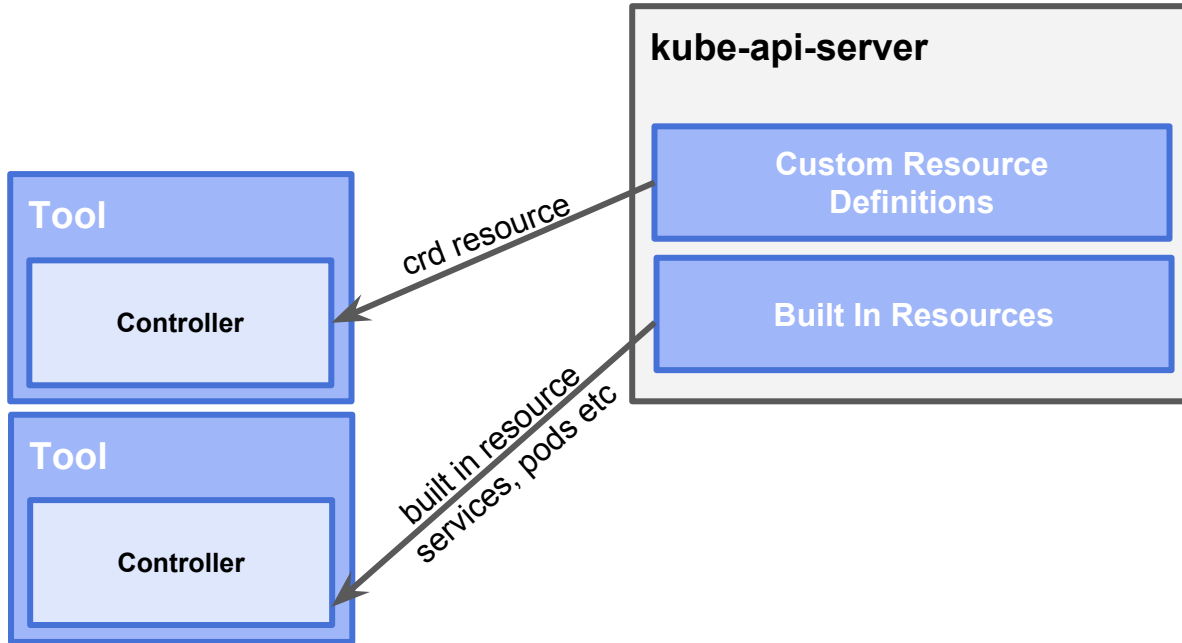 kube-api-server
Custom Resource
Definitions
Tool
crd resource
Controller
Built In Resources
built in resource
services, pods etc
Tool
Controller